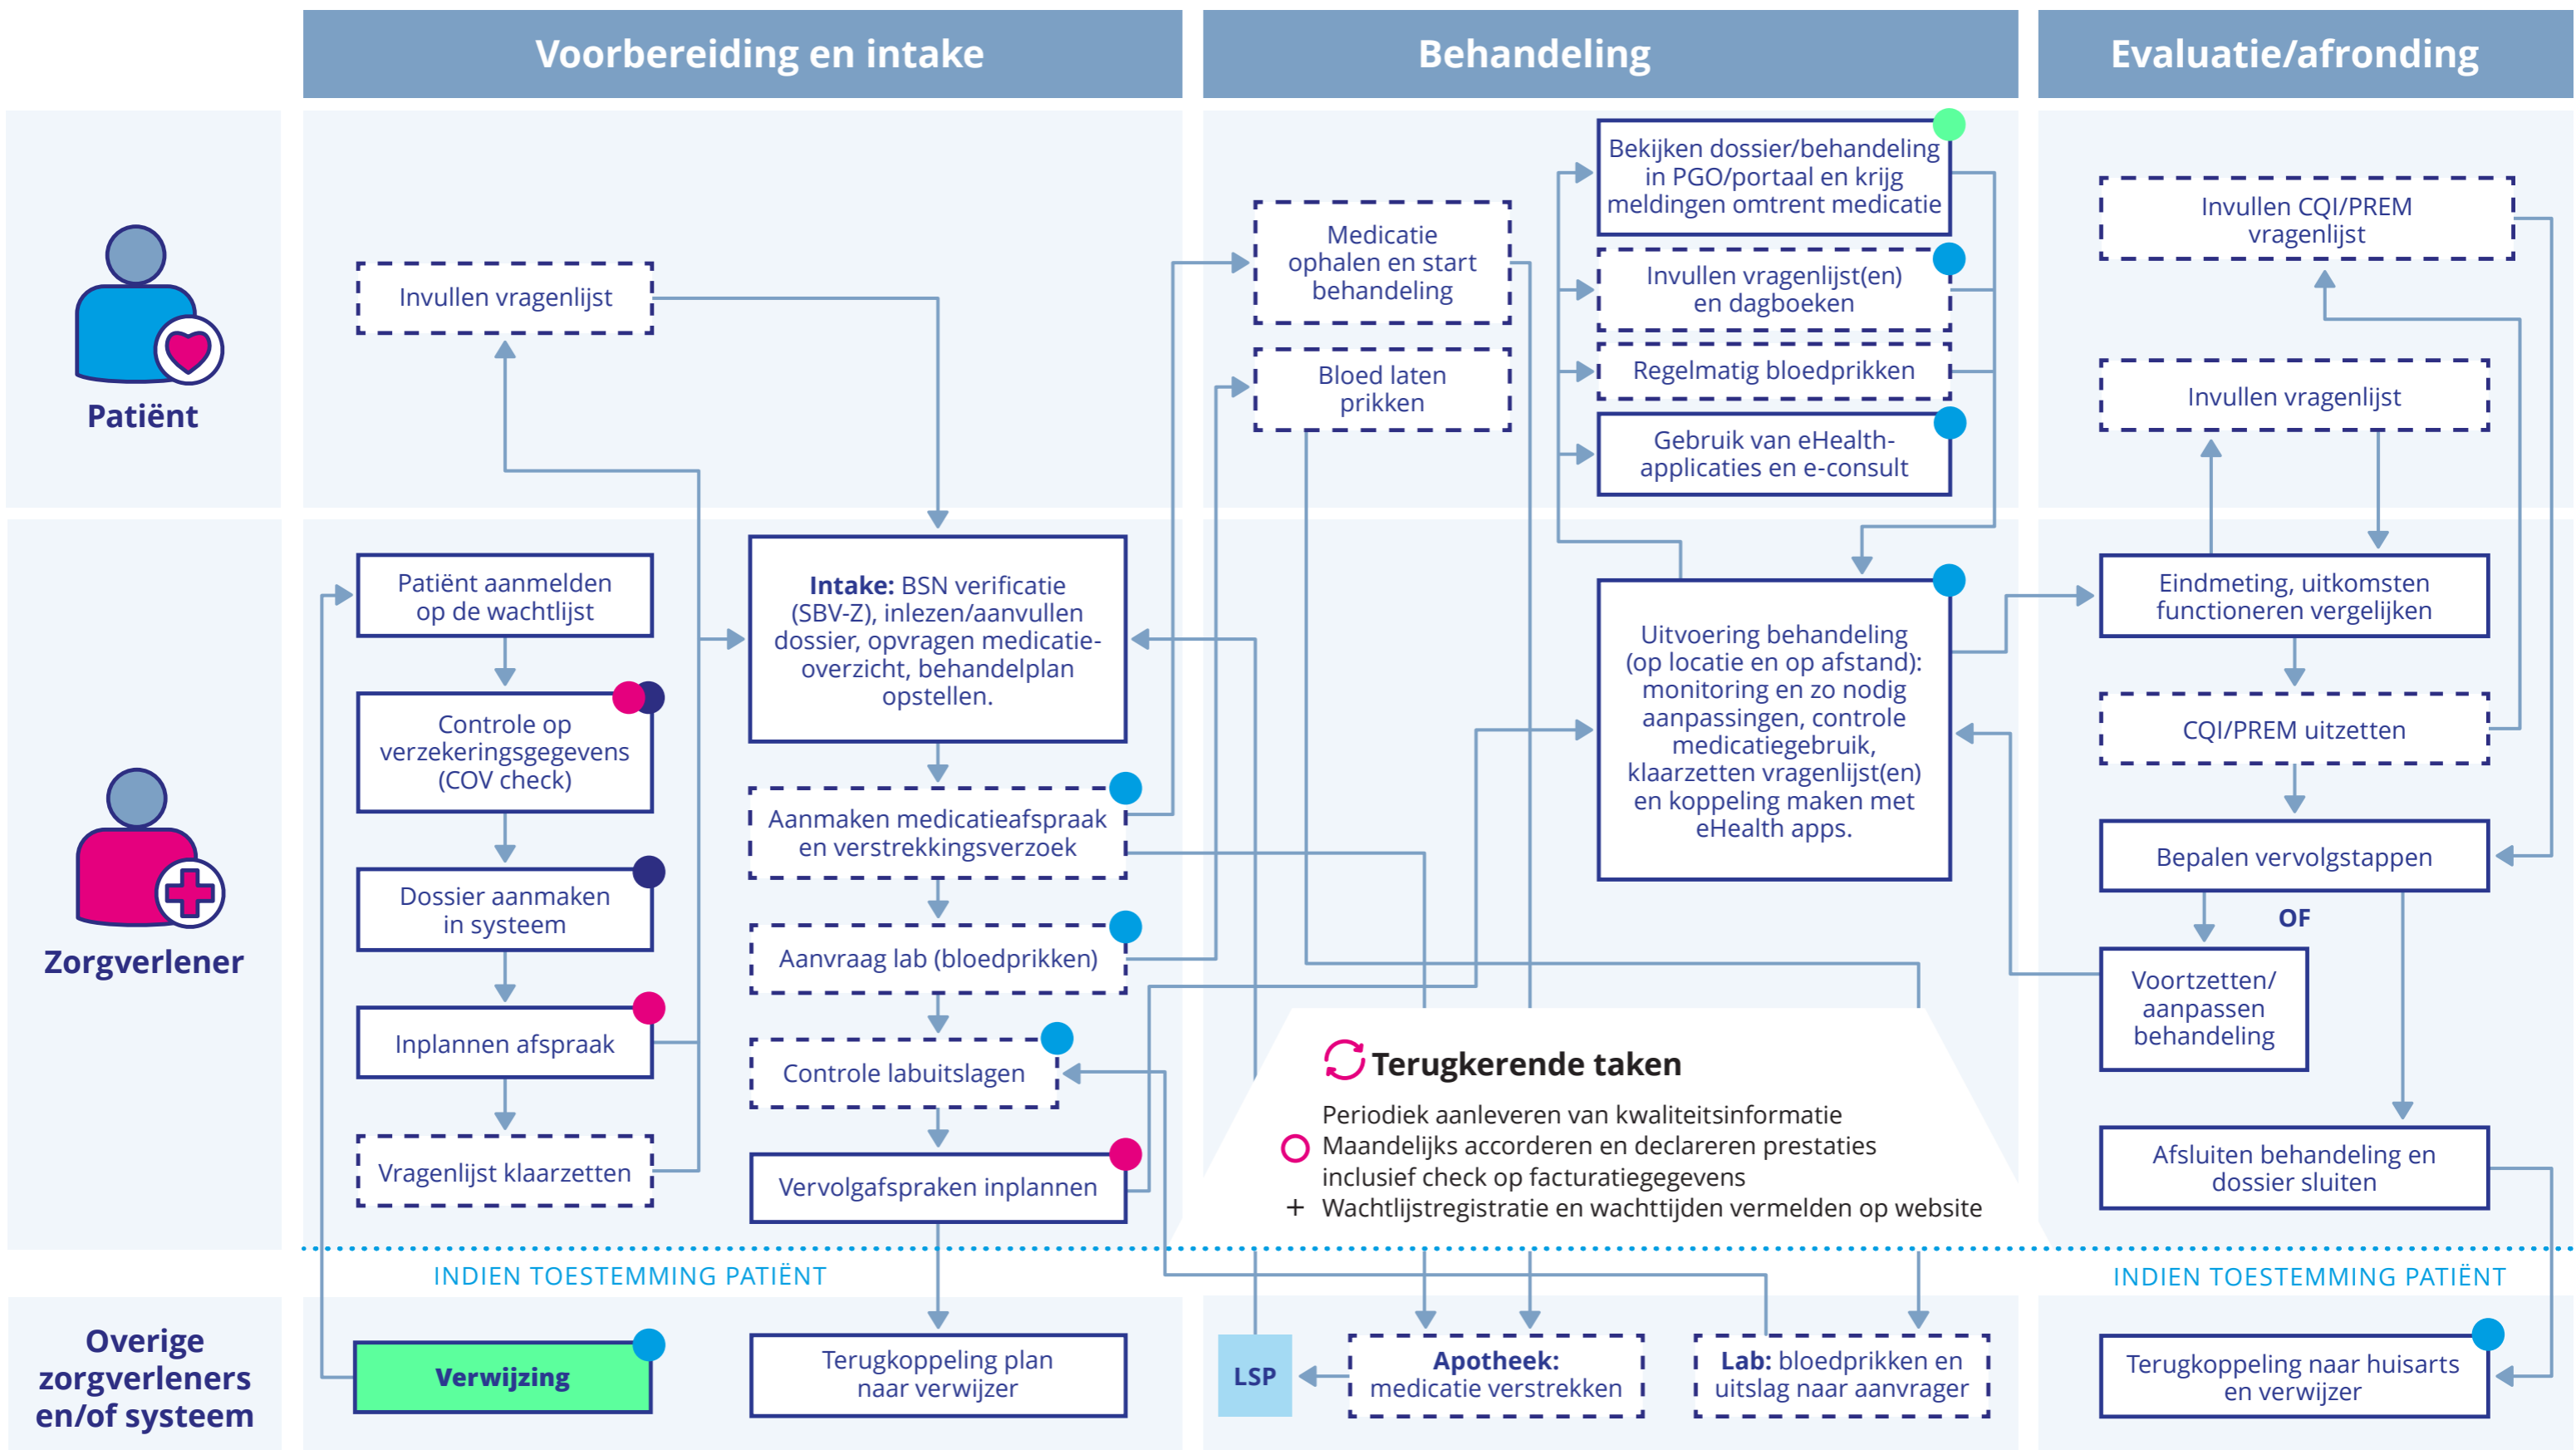 Voorbereiding en intake
Behandeling
Evaluatie/afronding
Patiënt
Invullen vragenlijst
Medicatie
ophalen en start
behandeling
Bloed laten
prikken
Bekijken dossier/behandeling
in PGO/portaal en krijg
meldingen omtrent medicatie
Invullen vragenlijst(en)
en dagboeken
Regelmatig bloedprikken
Gebruik van eHealth-
applicaties en e-consult
Invullen CQI/PREM
vragenlijst
Invullen vragenlijst
Zorgverlener
Patiënt aanmelden
op de wachtlijst
Controle op
verzekeringsgegevens
(COV check)
Dossier aanmaken
in systeem
Inplannen afspraak
Vragenlijst klaarzetten
Intake: BSN verificatie
(SBV-Z), inlezen/aanvullen
dossier, opvragen medicatie-
overzicht, behandelplan
opstellen.
Aanmaken medicatieafspraak
en verstrekkingsverzoek
Aanvraag lab (bloedprikken)
Controle labuitslagen
Vervolgafspraken inplannen
Uitvoering behandeling
(op locatie en op afstand):
monitoring en zo nodig
aanpassingen, controle
medicatiegebruik,
klaarzetten vragenlijst(en)
en koppeling maken met
eHealth apps.
Terugkerende taken
Periodiek aanleveren van kwaliteitsinformatie
Maandelijks accorderen en declareren prestaties
inclusief check op facturatiegegevens
+ Wachtlijstregistratie en wachttijden vermelden op website
Eindmeting, uitkomsten
functioneren vergelijken
CQI/PREM uitzetten
Bepalen vervolgstappen
OF
Voortzetten/
aanpassen
behandeling
Afsluiten behandeling en
dossier sluiten
INDIEN TOESTEMMING PATIËNT
INDIEN TOESTEMMING PATIËNT
Overige
zorgverleners
en/of systeem
Verwijzing
Terugkoppeling plan
naar verwijzer
LSP
Apotheek:
medicatie verstrekken
Lab: bloedprikken en
uitslag naar aanvrager
Terugkoppeling naar huisarts
en verwijzer